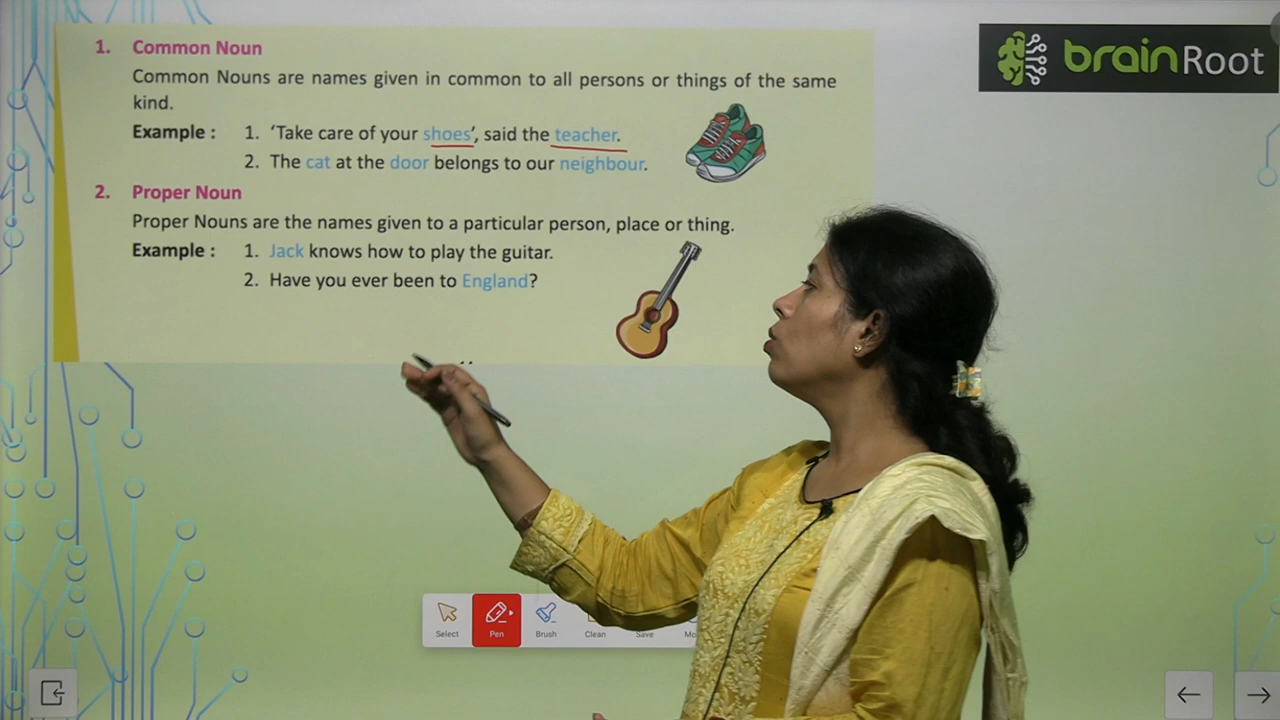 brainRoot
1. Common Noun
Common Nouns are names given in common to all persons or things of the same
kind.
Example : 1. ‘Take care of your shoes’, said the teacher.
2. The cat at the door belongs to our neighbour.
2. Proper Noun
Proper Nouns are the names given to a particular person, place or thing.
Example : 1. Jack knows how to play the guitar.
2. Have you ever been to England?
Select Pen Brush Clean Save